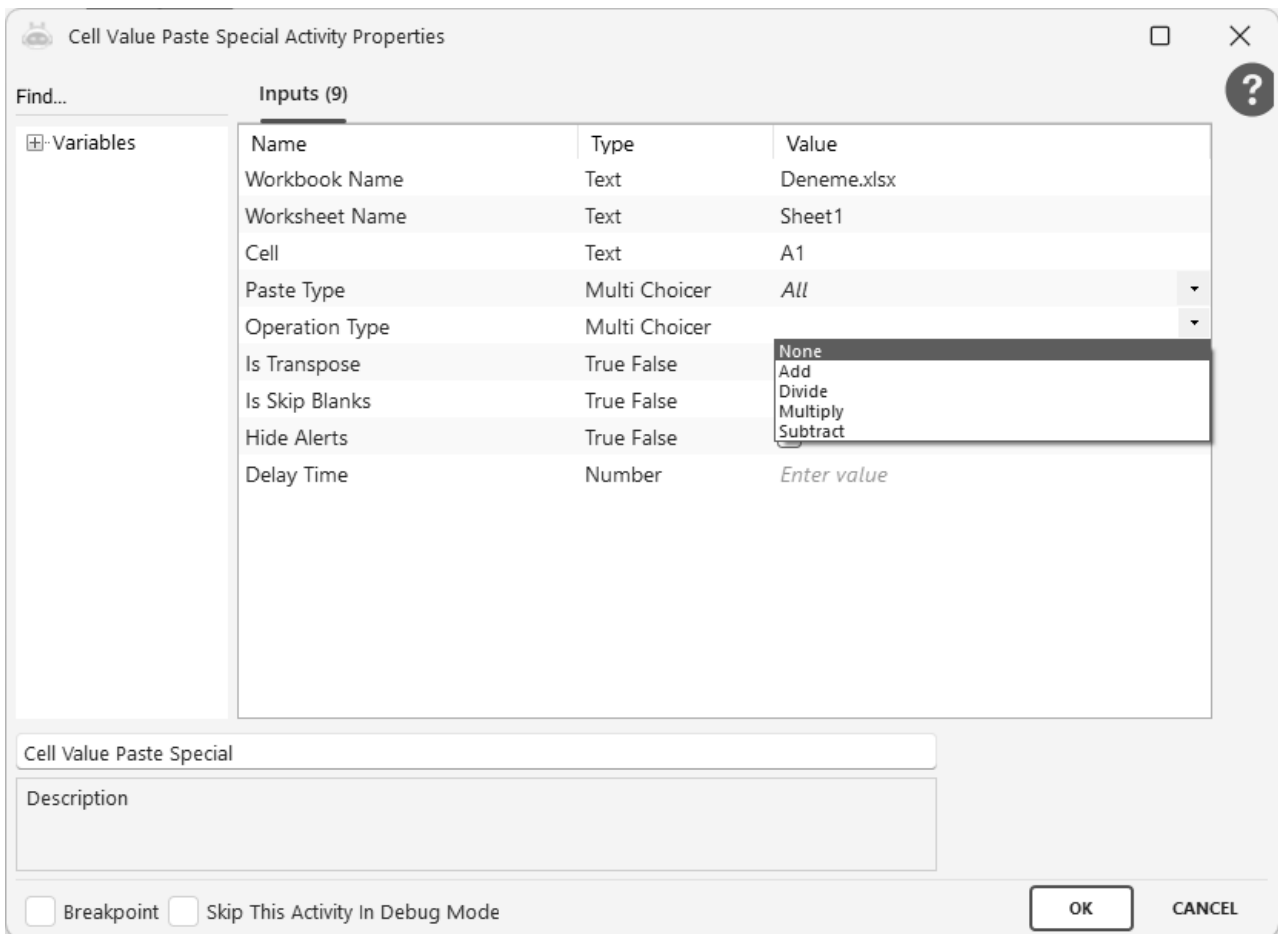 Cell Value Paste Special Activity Properties
Find...
Inputs (9)
?
Variables
Name Type Value
Workbook Name Text Deneme.xlsx
Worksheet Name Text Sheet1
Cell Text A1
Paste Type Multi Choicer All
Operation Type Multi Choicer
Is Transpose True False
Is Skip Blanks True False
Hide Alerts True False
None
Add
Divide
Multiply
Subtract
Delay Time Number Enter value
Cell Value Paste Special
Description
Breakpoint Skip This Activity In Debug Mode
OK CANCEL